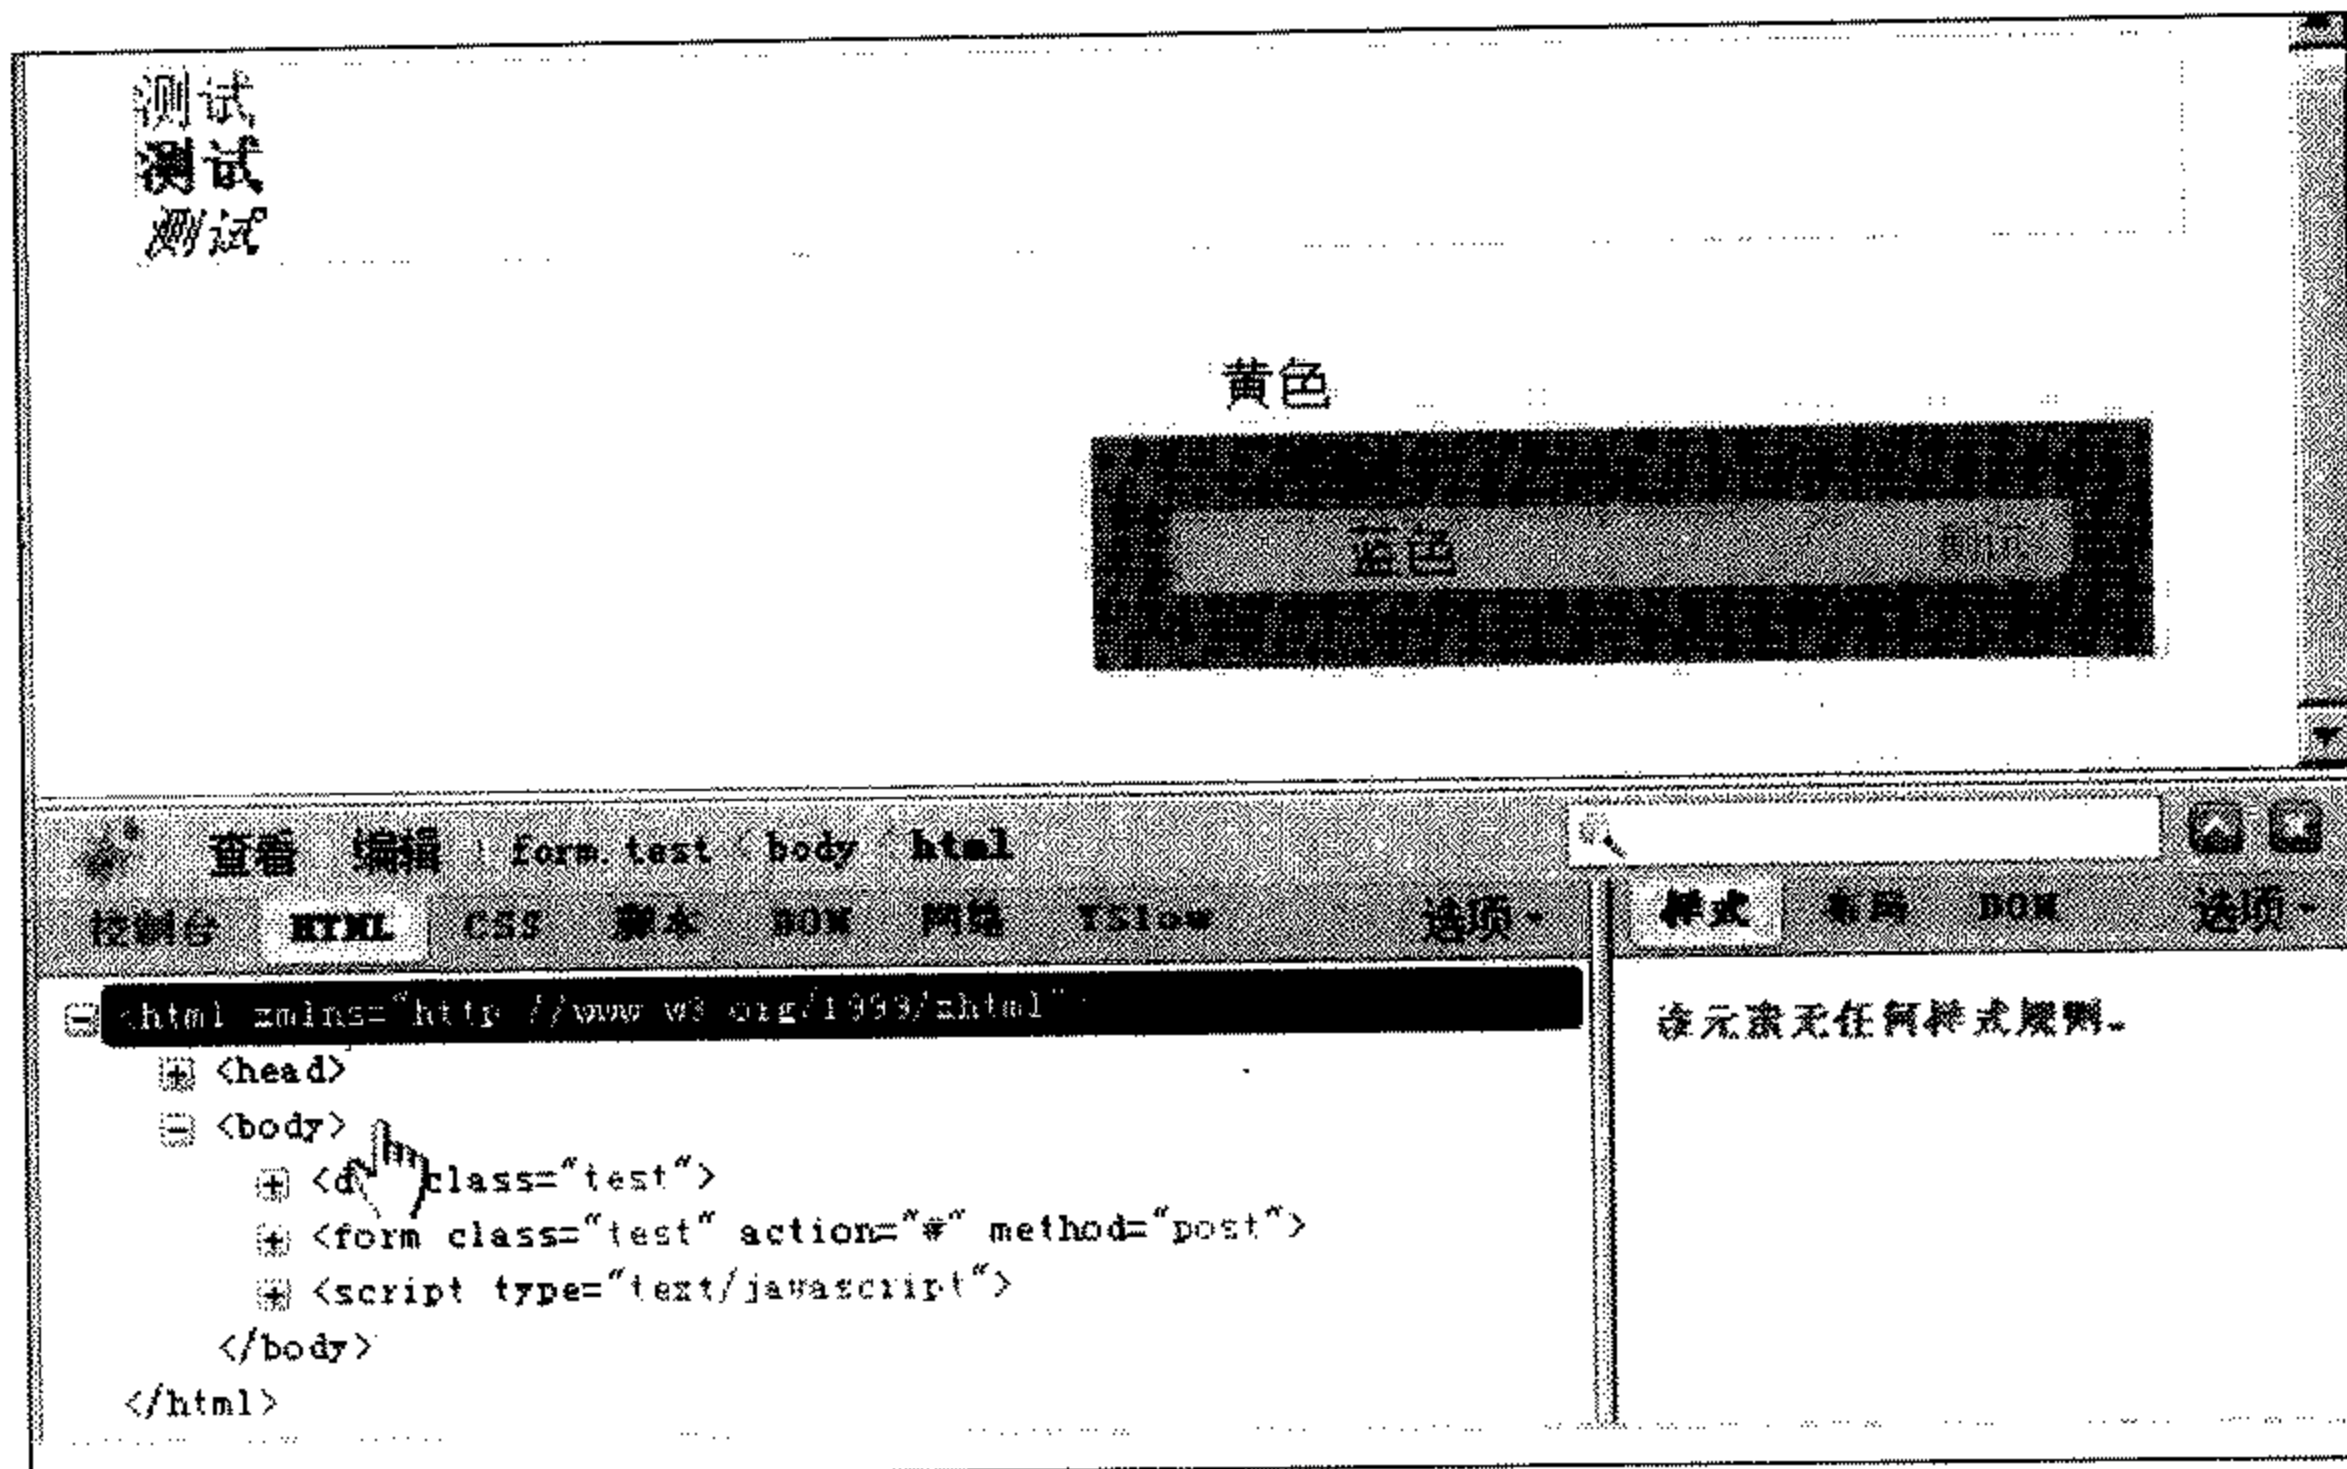 测试
测试
测试
黄色
蓝色
查看 编辑 form.test < body < html
控制台 HTML CSS 脚本 DOM 网络 YSlow 选项
样式 布局 DOM 选项
<html xmlns="http://www.w3.org/1999/xhtml">
该元素无任何样式规则。
<head>
<body>
<d class="test">
<form class="test" action="#" method="post">
<script type="text/javascript">
</body>
</html>